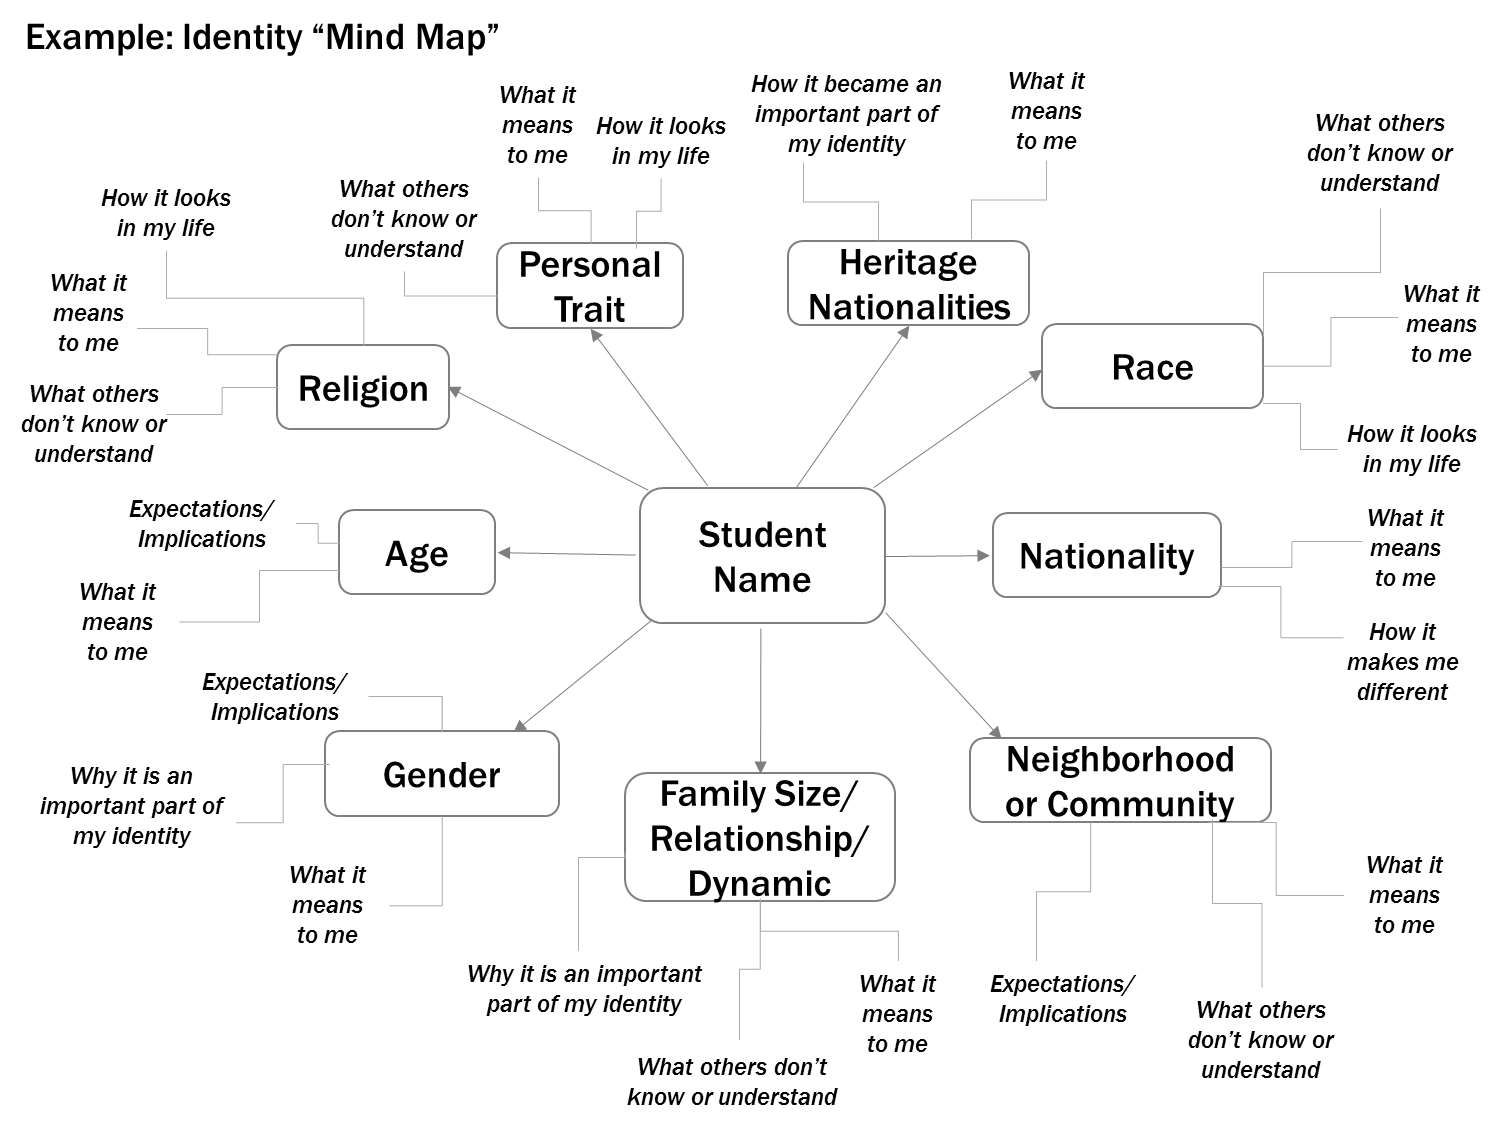 Example: Identity “Mind Map”
What it
means
to me
How it looks
in my life
What others
don’t know or
understand
Personal
Trait
How it became an
important part of
my identity
What it
means
to me
Heritage
Nationalities
What others
don’t know or
understand
What it
means
to me
How it looks
in my life
Race
How it looks
in my life
What it
means
to me
What others
don’t know or
understand
Religion
Student
Name
Expectations/
Implications
What it
means
to me
Age
Nationality
What it
means
to me
How it
makes me
different
Expectations/
Implications
Why it is an
important part of
my identity
What it
means
to me
Gender
Family Size/
Relationship/
Dynamic
Why it is an important
part of my identity
What others don’t
know or understand
What it
means
to me
Neighborhood
or Community
Expectations/
Implications
What others
don’t know or
understand
What it
means
to me